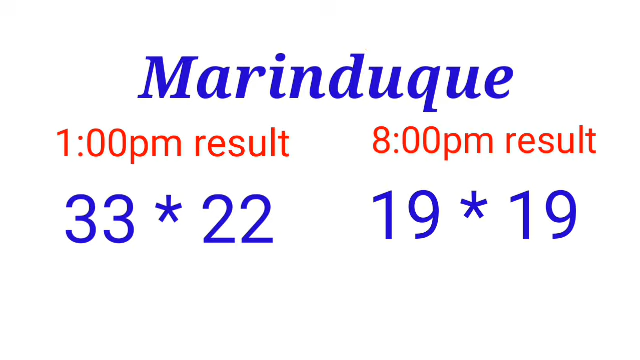 Marinduque
1:00pm result 8:00pm result
33 * 22 19 * 19